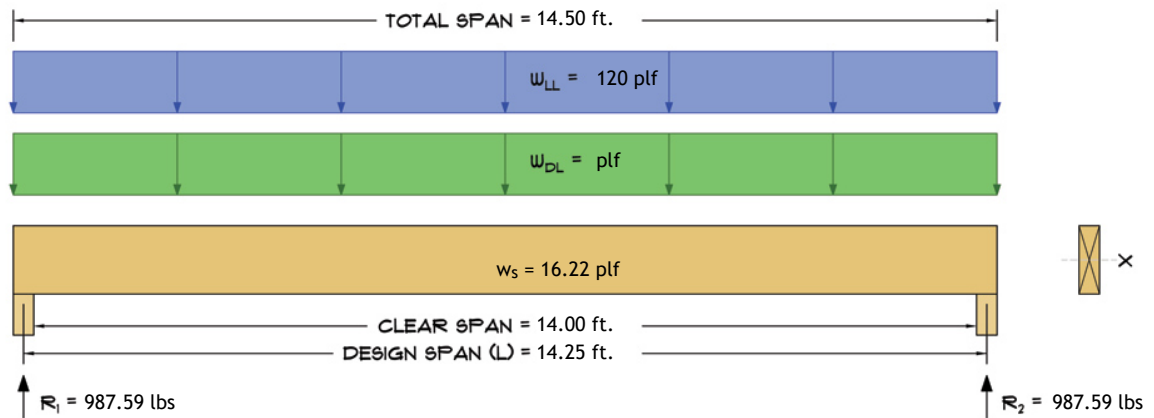 TOTAL SPAN = 14.50 ft.
wLL = 120 plf
wDL = plf
ws = 16.22 plf
X
CLEAR SPAN = 14.00 ft.
DESIGN SPAN (L) = 14.25 ft.
R1 = 987.59 lbs
R2 = 987.59 lbs